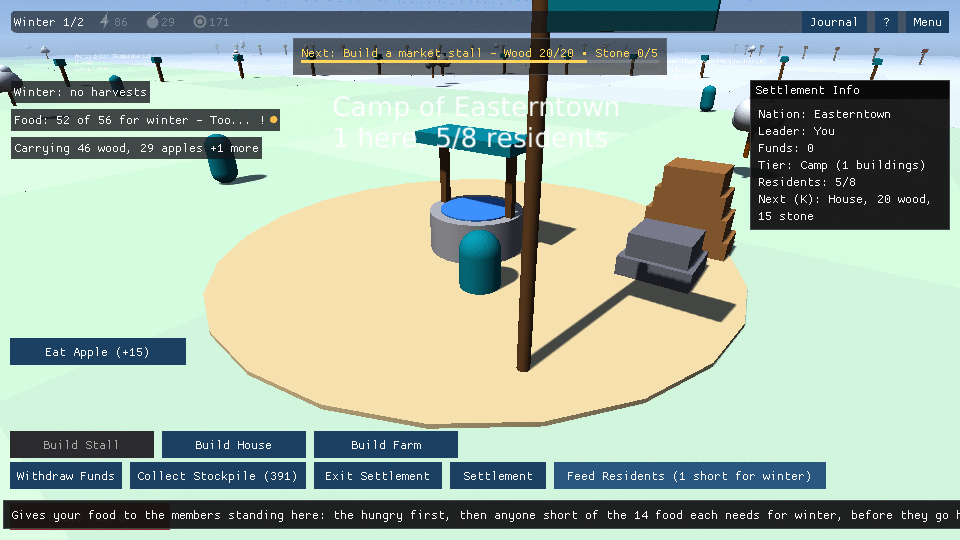 Winter 1/2 86 29 171
Journal ? Menu
Next: Build a market stall - Wood 20/20 • Stone 0/5
Winter: no harvests
Food: 52 of 56 for winter - Too... !
Carrying 46 wood, 29 apples +1 more
Camp of Easterntown
1 here 5/8 residents
Settlement Info
Nation: Easterntown
Leader: You
Funds: 0
Tier: Camp (1 buildings)
Residents: 5/8
Next (K): House, 20 wood,
15 stone
Eat Apple (+15)
Build Stall
Build House
Build Farm
Withdraw Funds
Collect Stockpile (391)
Exit Settlement
Settlement
Feed Residents (1 short for winter)
Gives your food to the members standing here: the hungry first, then anyone short of the 14 food each needs for winter, before they go